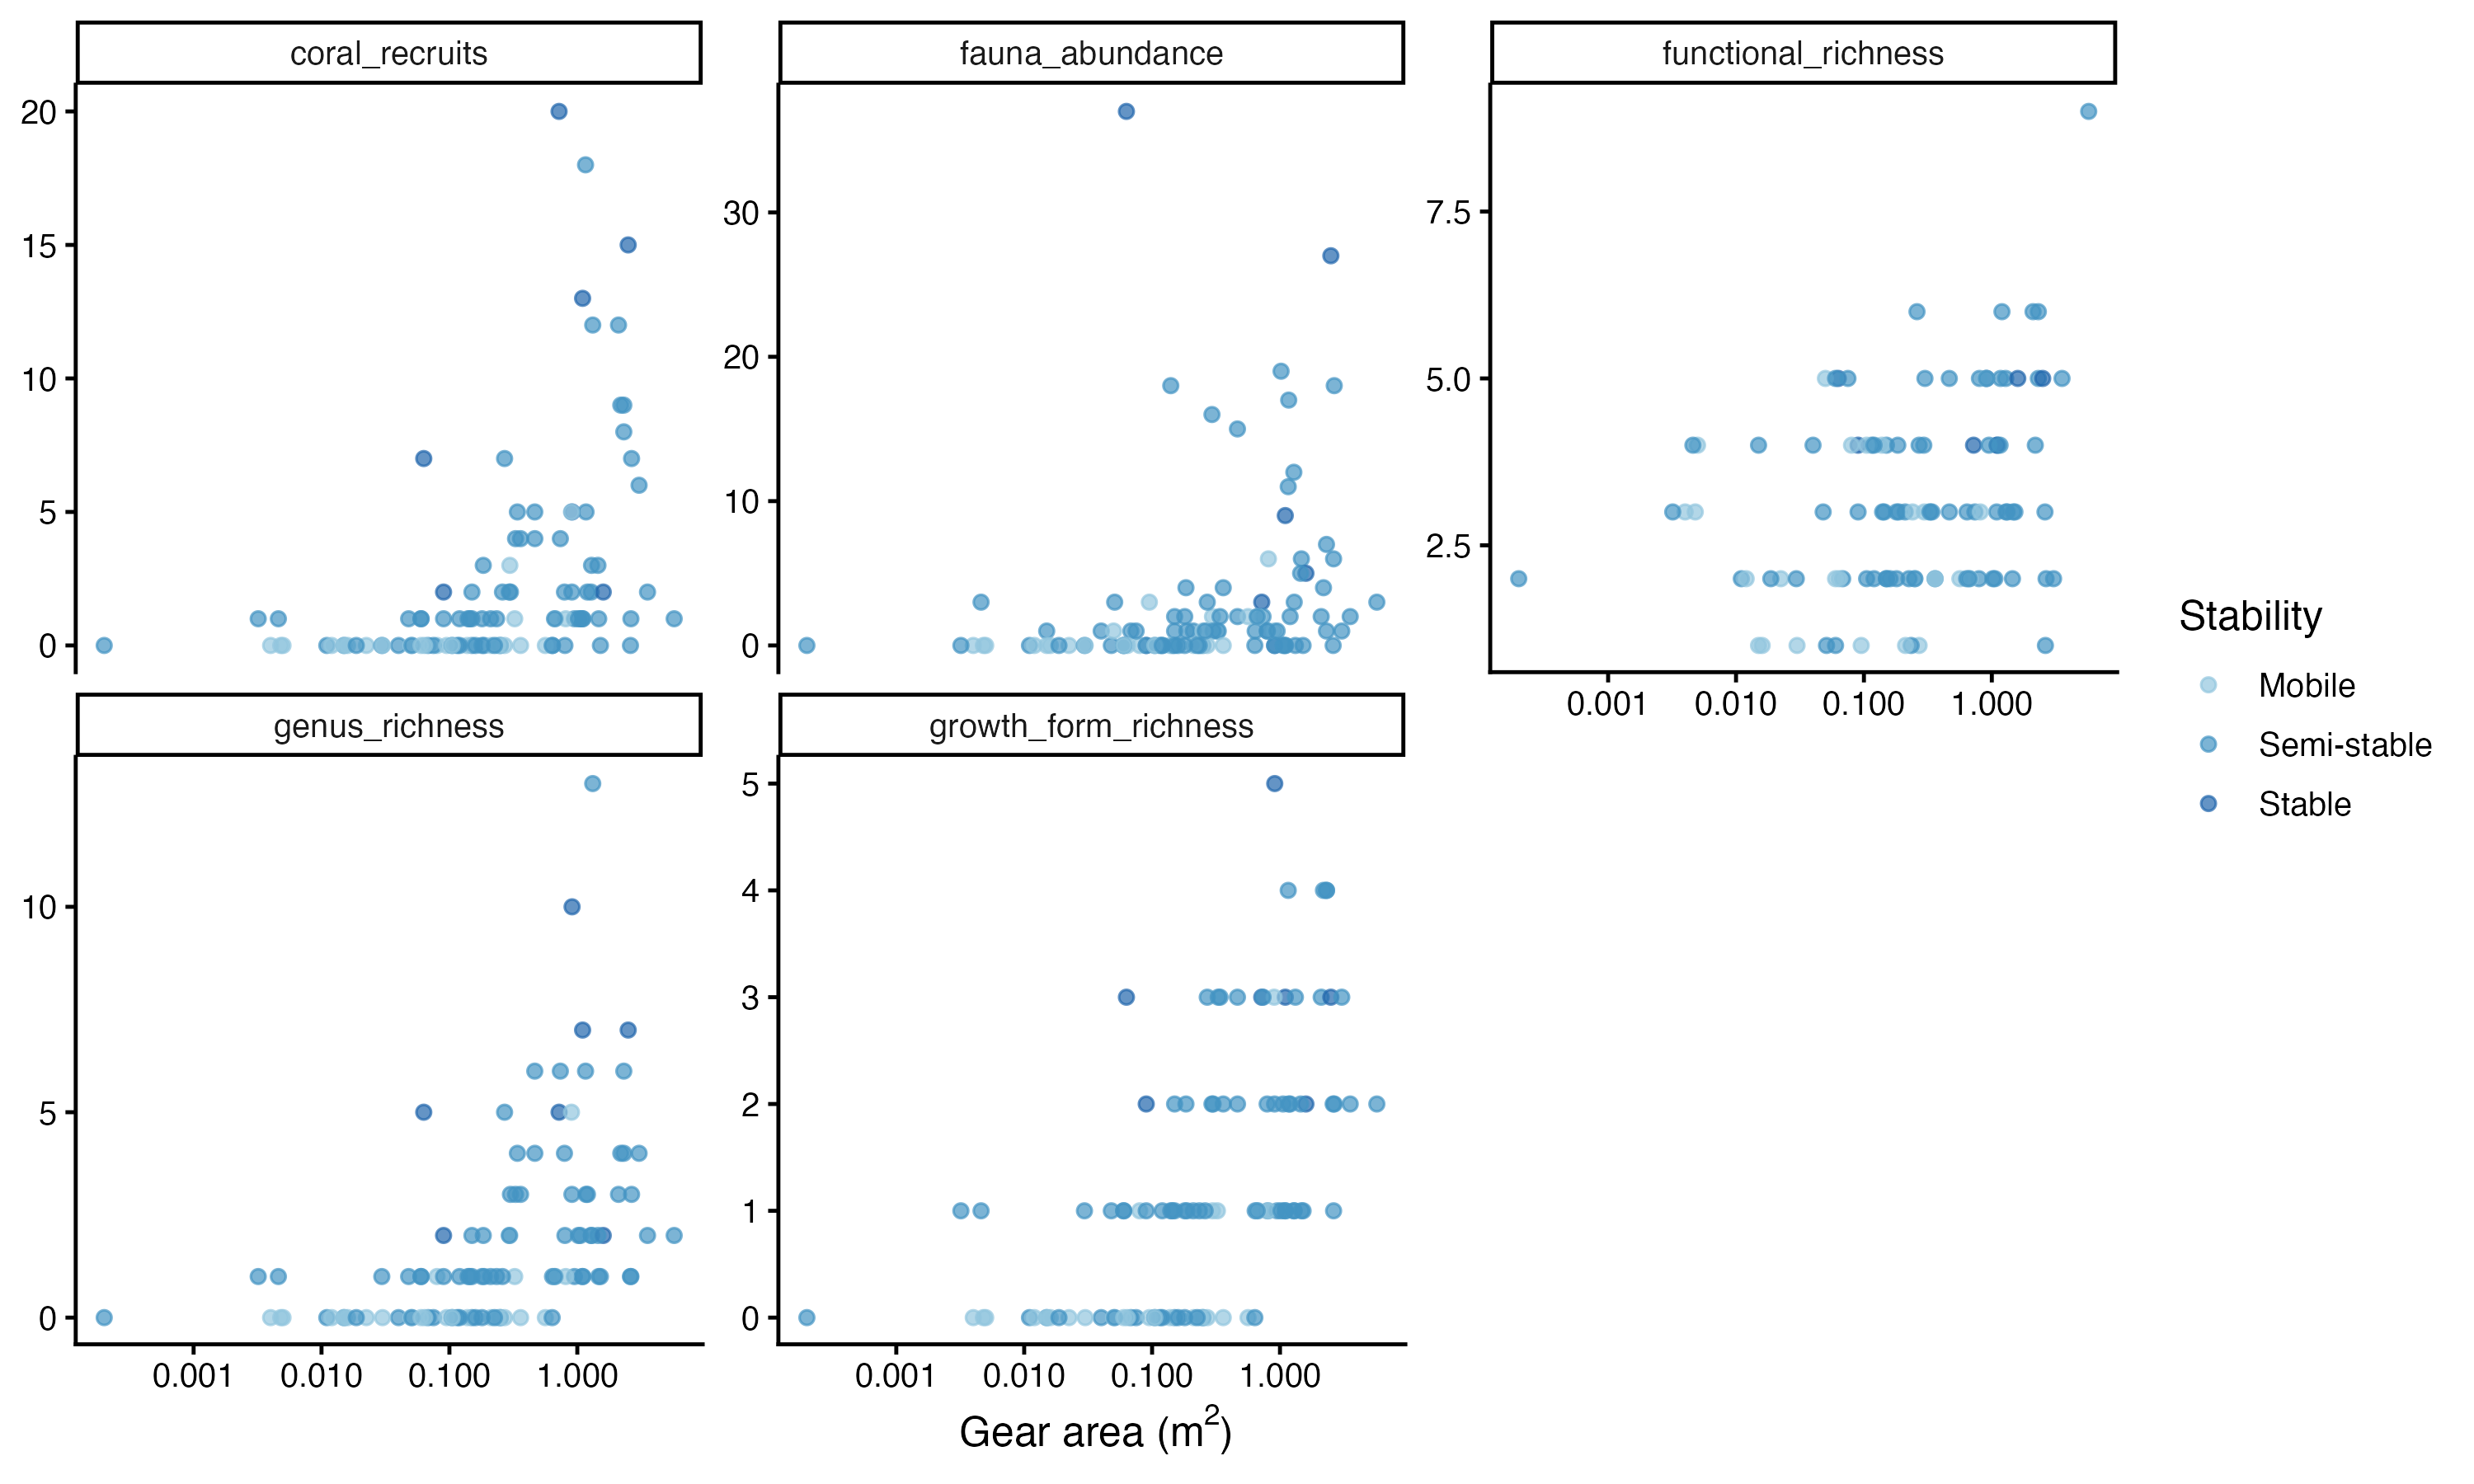 coral_recruits
20
15
10
5
0
fauna_abundance
30
20
10
0
functional_richness
7.5
5.0
2.5
0.001 0.010 0.100 1.000
genus_richness
10
5
0
0.001 0.010 0.100 1.000
growth_form_richness
5
4
3
2
1
0
0.001 0.010 0.100 1.000
Gear area (m²)
Stability
Mobile
Semi-stable
Stable